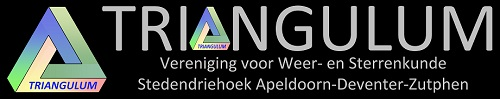 TRIANGULUM
TRIANGULUM
TRIANGULUM
Vereniging voor Weer- en Sterrenkunde
Stedendriehoek Apeldoorn-Deventer-Zutphen